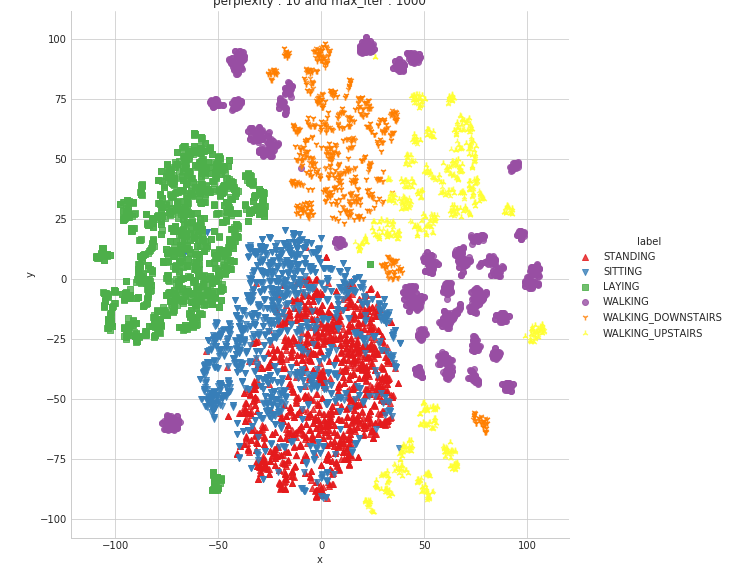 perplexity : 10 and max_iter : 1000
100
75
50
25
0
−25
−50
−75
−100
y
−100 −50 0 50 100
x
label
STANDING
SITTING
LAYING
WALKING
WALKING_DOWNSTAIRS
WALKING_UPSTAIRS